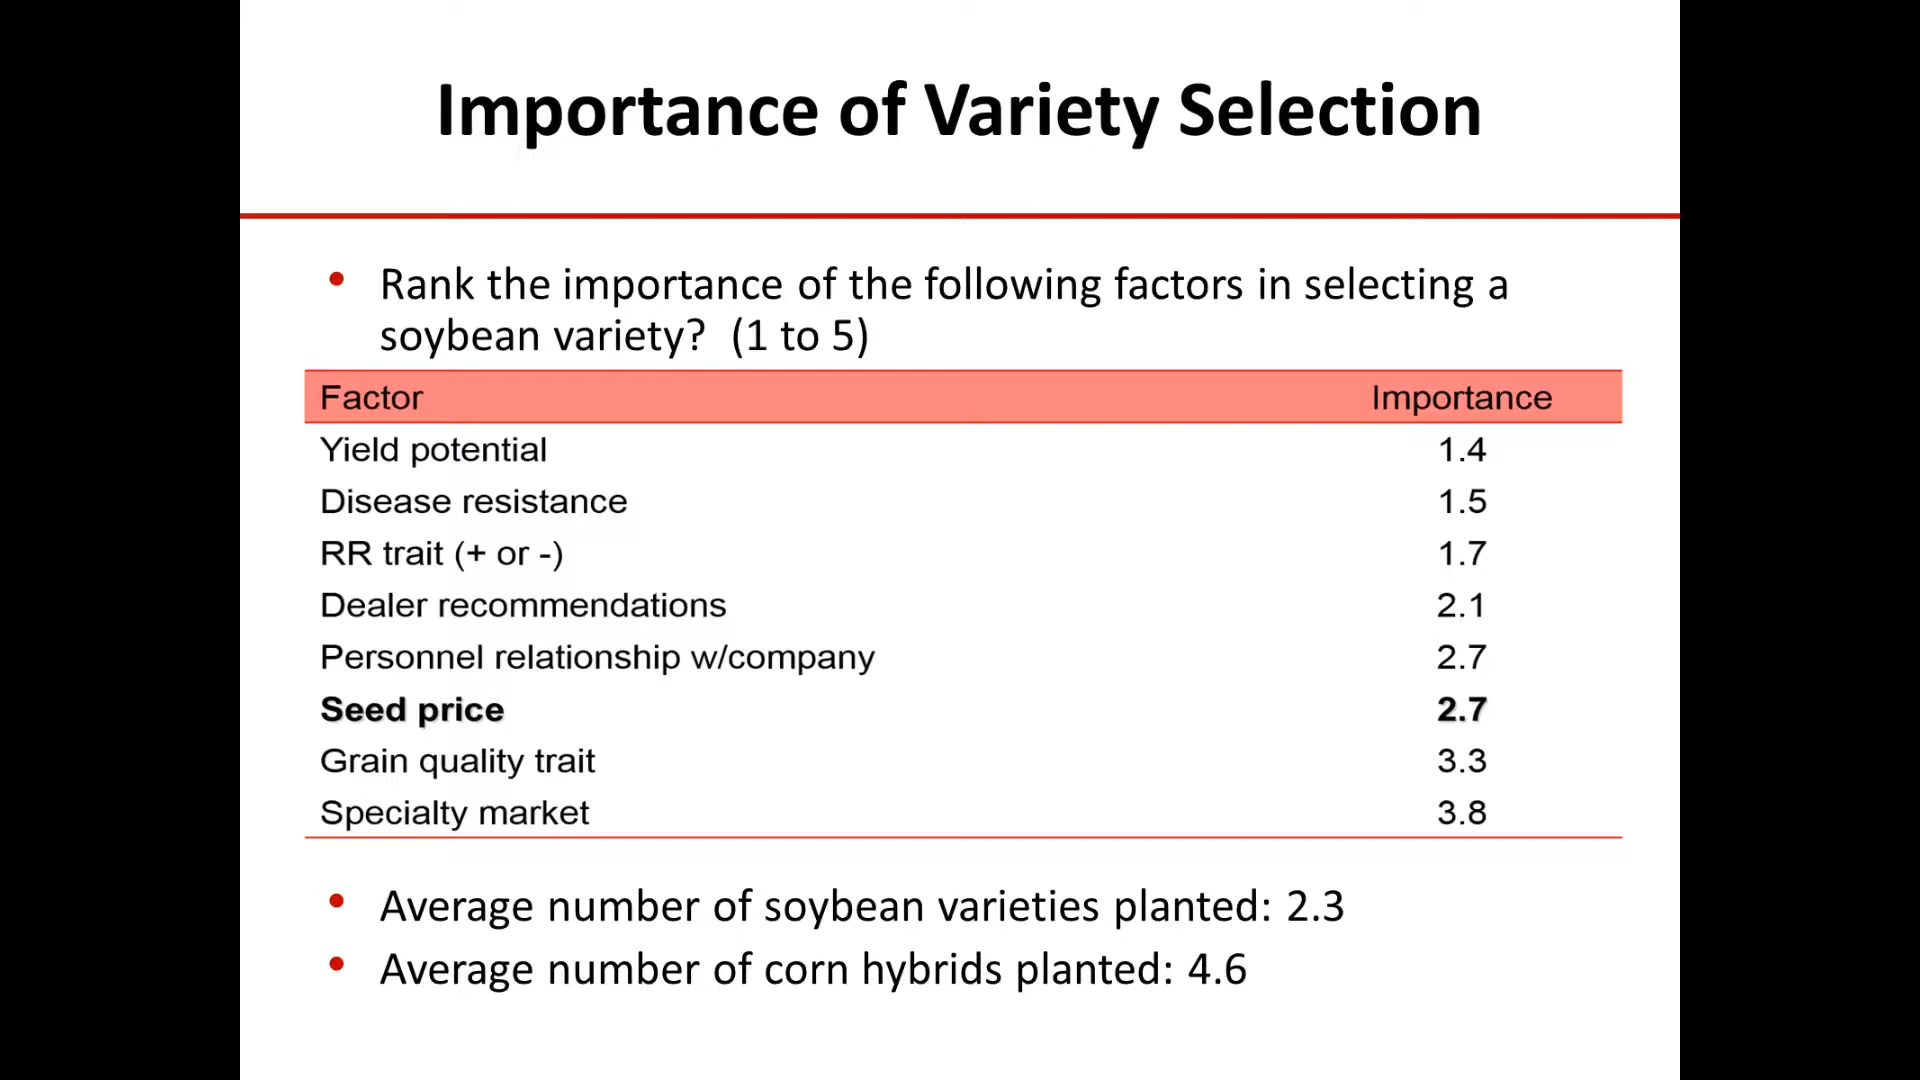 Importance of Variety Selection
• Rank the importance of the following factors in selecting a
soybean variety?  (1 to 5)
Factor Importance
Yield potential 1.4
Disease resistance 1.5
RR trait (+ or -) 1.7
Dealer recommendations 2.1
Personnel relationship w/company 2.7
Seed price 2.7
Grain quality trait 3.3
Specialty market 3.8
• Average number of soybean varieties planted: 2.3
• Average number of corn hybrids planted: 4.6